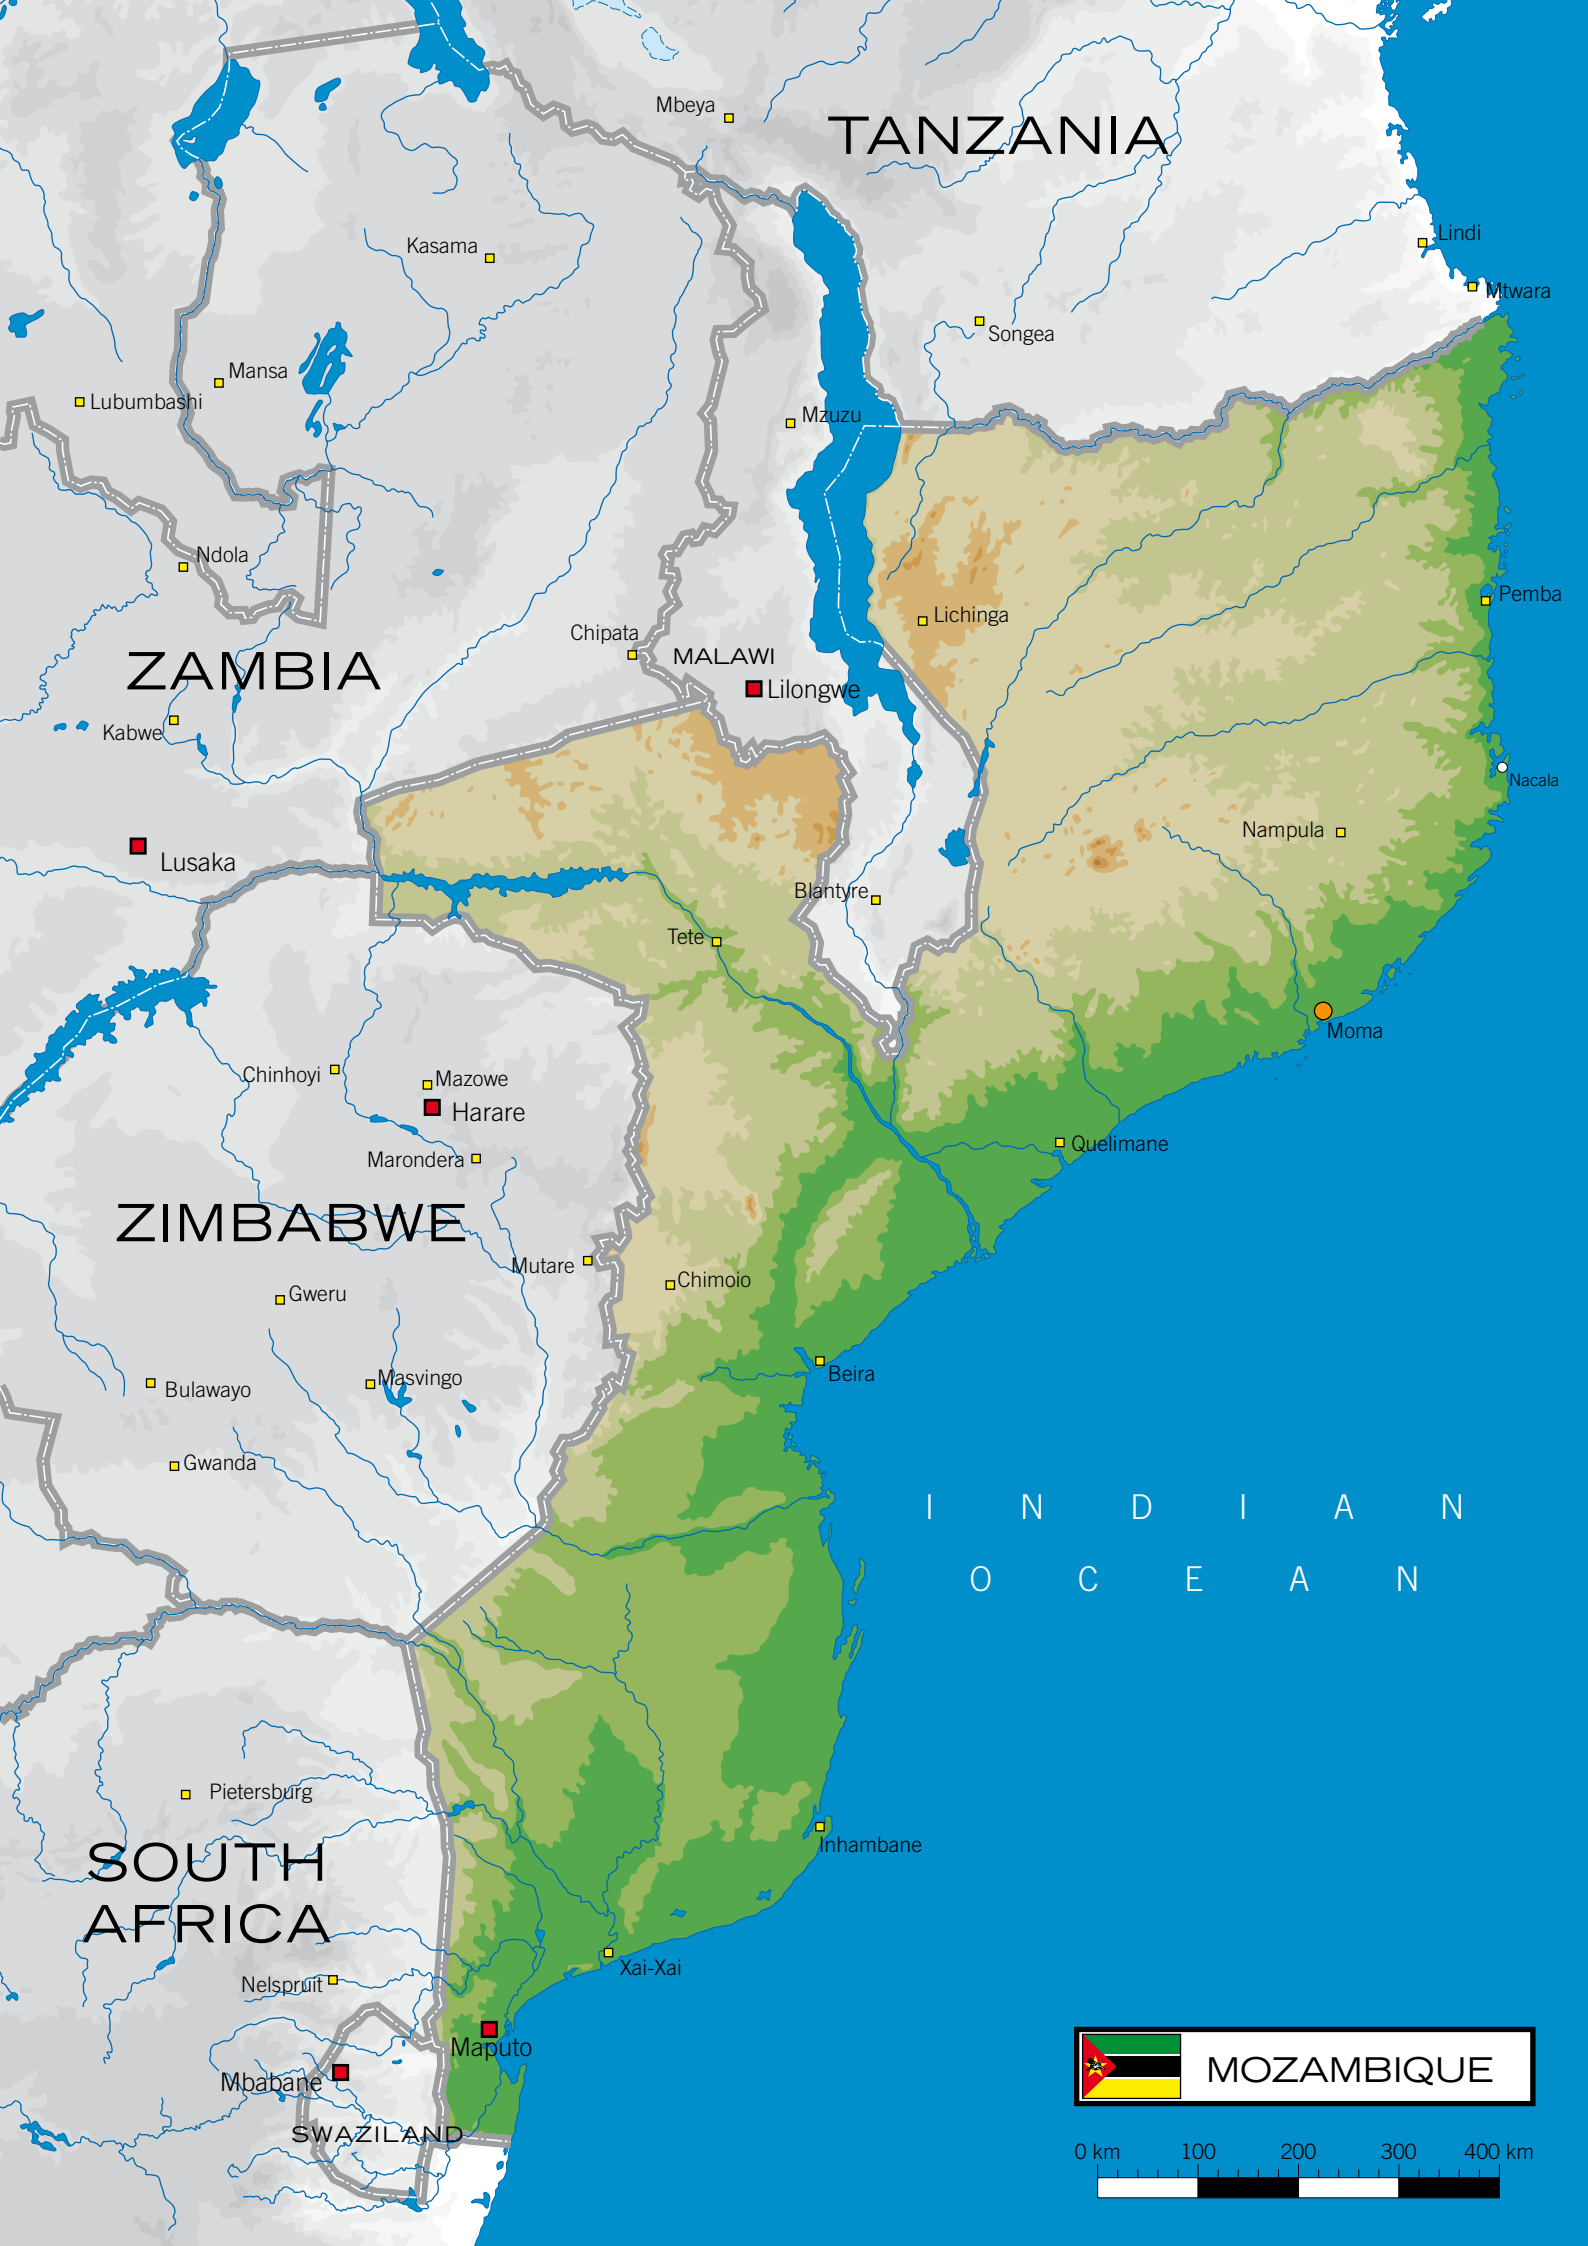 Mbeya
TANZANIA
Kasama
Lindi
Mtwara
Songea
Mansa
Lubumbashi
Mzuzu
Ndola
Pemba
Lichinga
Chipata
MALAWI
ZAMBIA
Lilongwe
Kabwe
Nacala
Nampula
Lusaka
Blantyre
Tete
Moma
Chinhoyi
Mazowe
Harare
Quelimane
Marondera
ZIMBABWE
Mutare
Chimoio
Gweru
Beira
Masvingo
Bulawayo
Gwanda
INDIAN
OCEAN
Pietersburg
SOUTH
AFRICA
Inhambane
Xai-Xai
Nelspruit
Maputo
MOZAMBIQUE
Mbabane
SWAZILAND
0 km 100 200 300 400 km